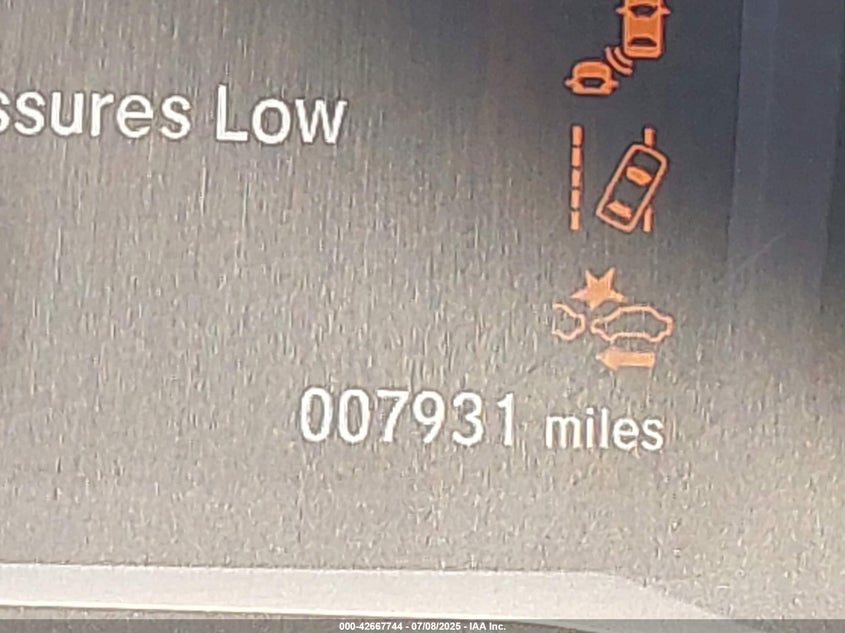 ssures Low
007931 miles
000-42667744 - 07/08/2025 - IAA Inc.